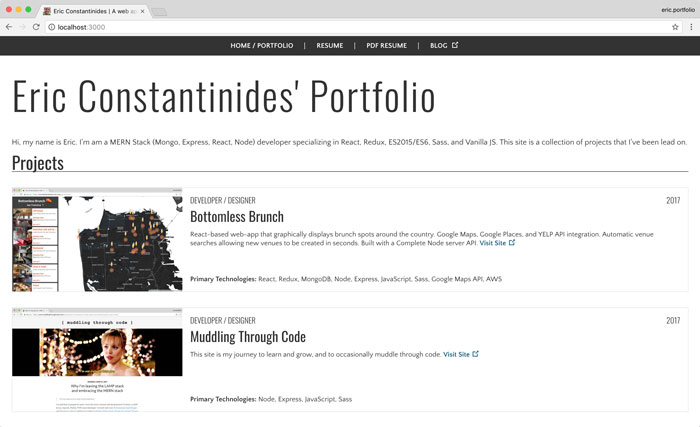 Eric Constantinides | A web ac
eric.portfolio
localhost:3000
HOME / PORTFOLIO | RESUME | PDF RESUME | BLOG
Eric Constantinides' Portfolio
Hi, my name is Eric. I'm am a MERN Stack (Mongo, Express, React, Node) developer specializing in React, Redux, ES2015/ES6, Sass, and Vanilla JS. This site is a collection of projects that I've been lead on.
Projects
DEVELOPER / DESIGNER
2017
Bottomless Brunch
React-based web-app that graphically displays brunch spots around the country. Google Maps, Google Places, and YELP API integration. Automatic venue
searches allowing new venues to be created in seconds. Built with a Complete Node server API. Visit Site
Primary Technologies: React, Redux, MongoDB, Node, Express, JavaScript, Sass, Google Maps API, AWS
Bottomless Brunch
{ muddling through code }
Why I'm leaving the LAMP stack
and embracing the MERN stack
DEVELOPER / DESIGNER
2017
Muddling Through Code
This site is my journey to learn and grow, and to occasionally muddle through code. Visit Site
Primary Technologies: Node, Express, JavaScript, Sass